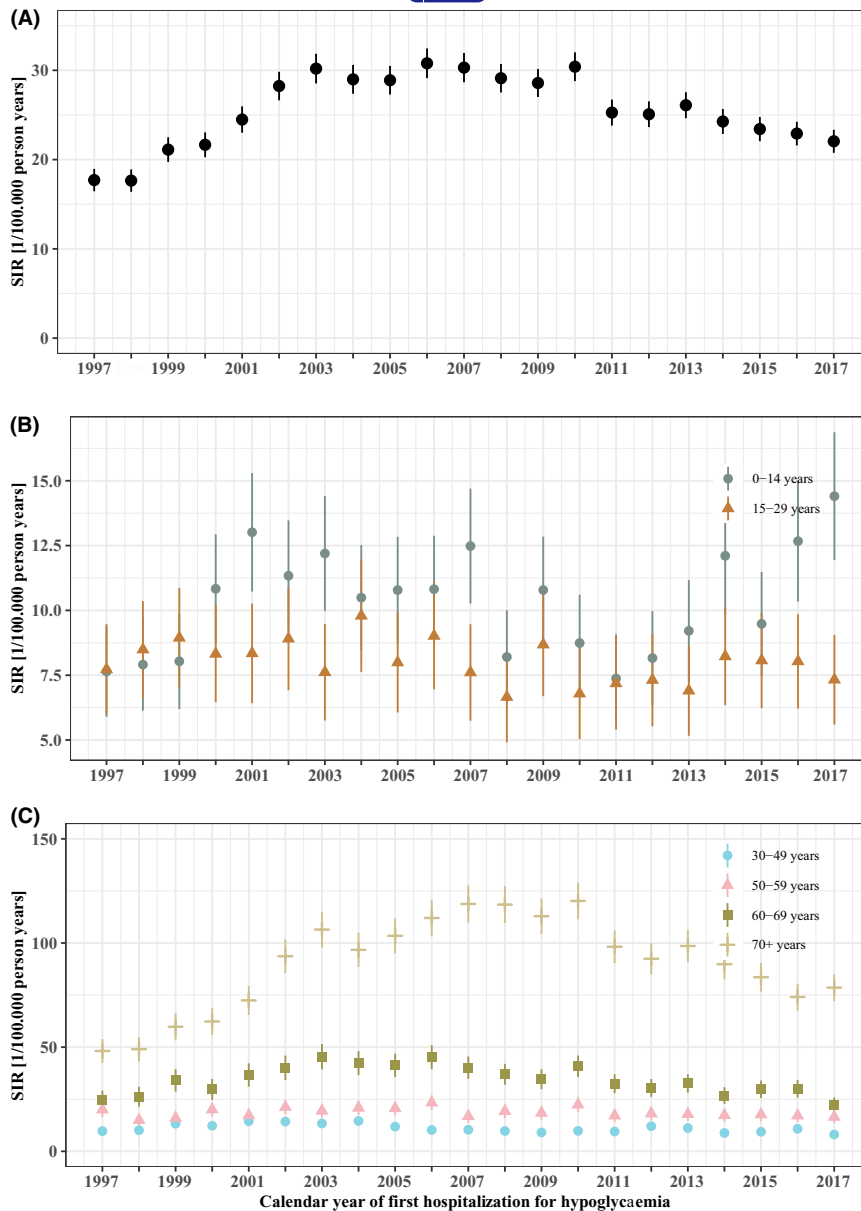 (A)
SIR [1/100.000 person years]
30
20
10
0
1997 1999 2001 2003 2005 2007 2009 2011 2013 2015 2017
(B)
SIR [1/100.000 person years]
15.0
12.5
10.0
7.5
5.0
0−14 years
15−29 years
1997 1999 2001 2003 2005 2007 2009 2011 2013 2015 2017
(C)
SIR [1/100.000 person years]
150
100
50
0
30−49 years
50−59 years
60−69 years
70+ years
1997 1999 2001 2003 2005 2007 2009 2011 2013 2015 2017
Calendar year of first hospitalization for hypoglycaemia